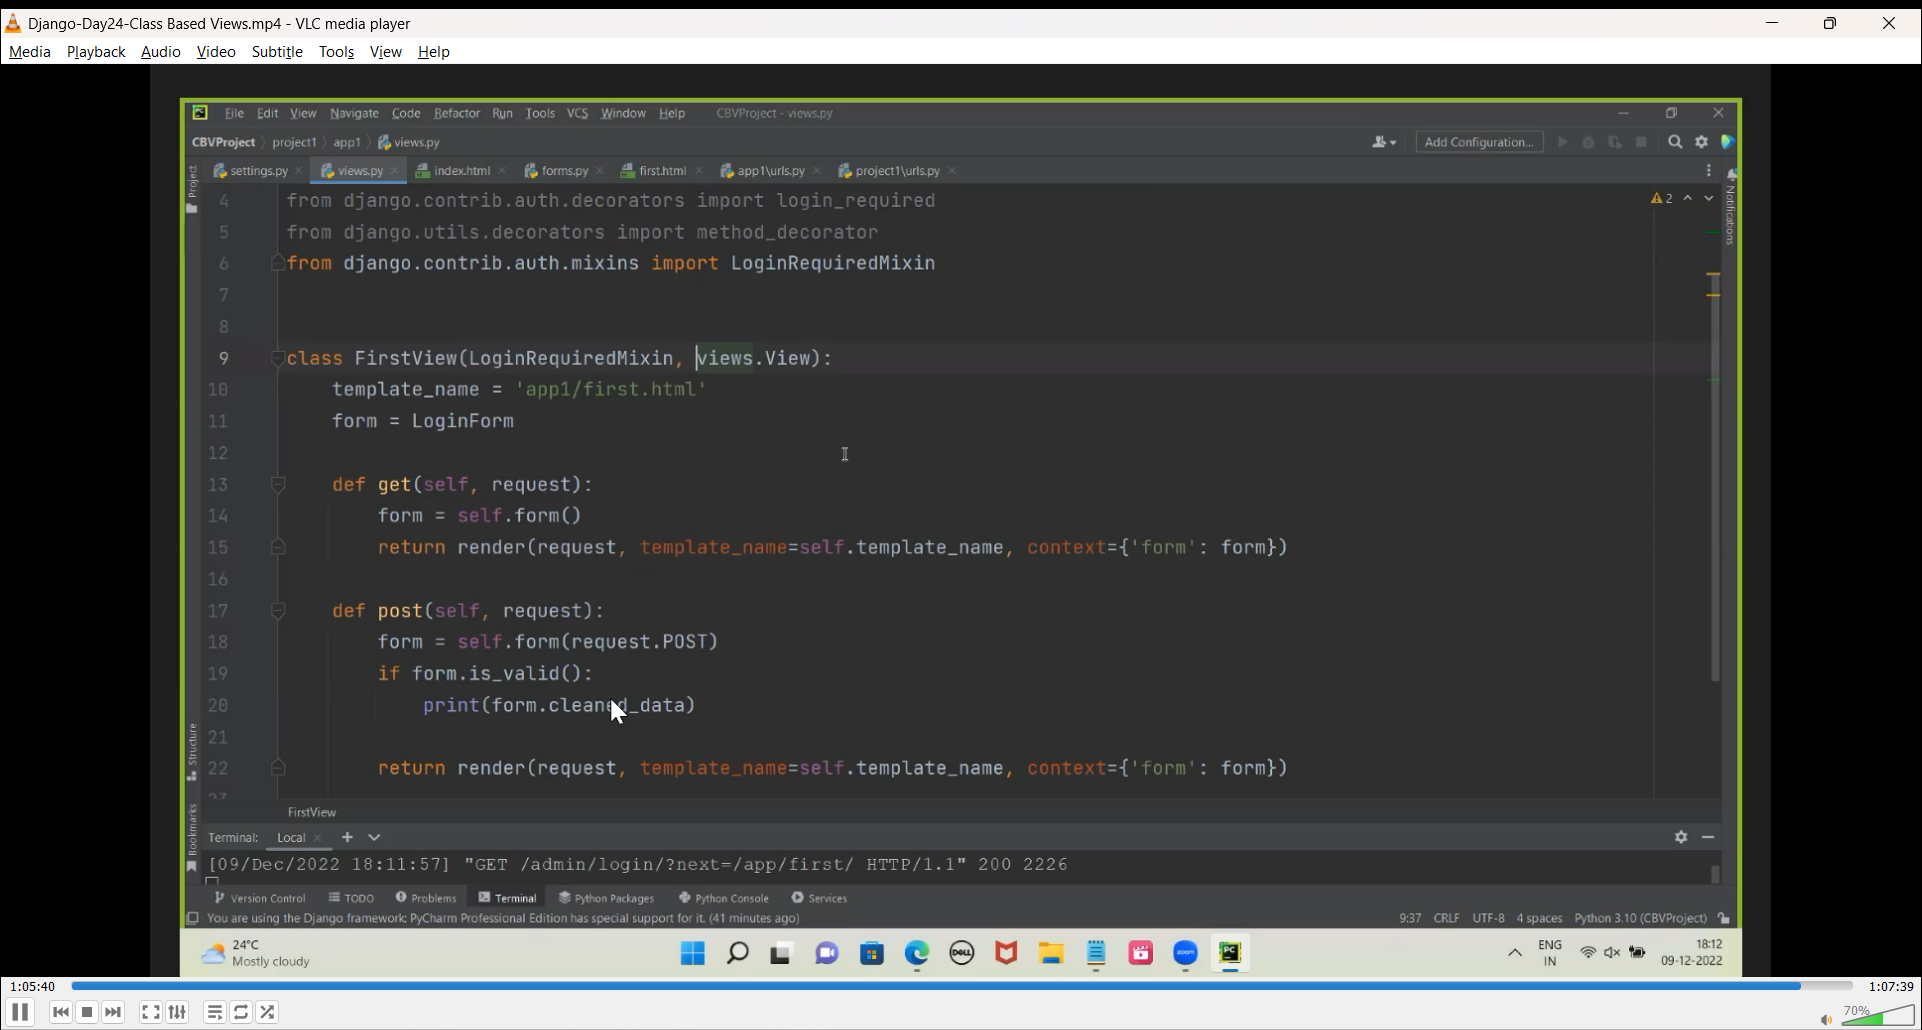 Django-Day24-Class Based Views.mp4 - VLC media player
Media Playback Audio Video Subtitle Tools View Help
File Edit View Navigate Code Refactor Run Tools VCS Window Help CBVProject - views.py
CBVProject project1 app1 views.py Add Configuration...
Project settings.py views.py index.html forms.py first.html app1\urls.py project1\urls.py
4 from django.contrib.auth.decorators import login_required 2
Notifications
5 from django.utils.decorators import method_decorator
6 from django.contrib.auth.mixins import LoginRequiredMixin
7
8
9 class FirstView(LoginRequiredMixin, views.View):
10 template_name = 'app1/first.html'
11 form = LoginForm
12
13 def get(self, request):
14 form = self.form()
15 return render(request, template_name=self.template_name, context={'form': form})
16
17 def post(self, request):
18 form = self.form(request.POST)
19 if form.is_valid():
20 print(form.cleaned_data)
21
22 return render(request, template_name=self.template_name, context={'form': form})
Structure
23
FirstView
Bookmarks
Terminal: Local
[09/Dec/2022 18:11:57] "GET /admin/login/?next=/app/first/ HTTP/1.1" 200 2226
Version Control TODO Problems Terminal Python Packages Python Console Services
You are using the Django framework: PyCharm Professional Edition has special support for it. (41 minutes ago) 9:37 CRLF UTF-8 4 spaces Python 3.10 (CBVProject)
24°C
Mostly cloudy
DELL
zoom
PC
ENG
IN
18:12
09-12-2022
1:05:40 1:07:39
70%